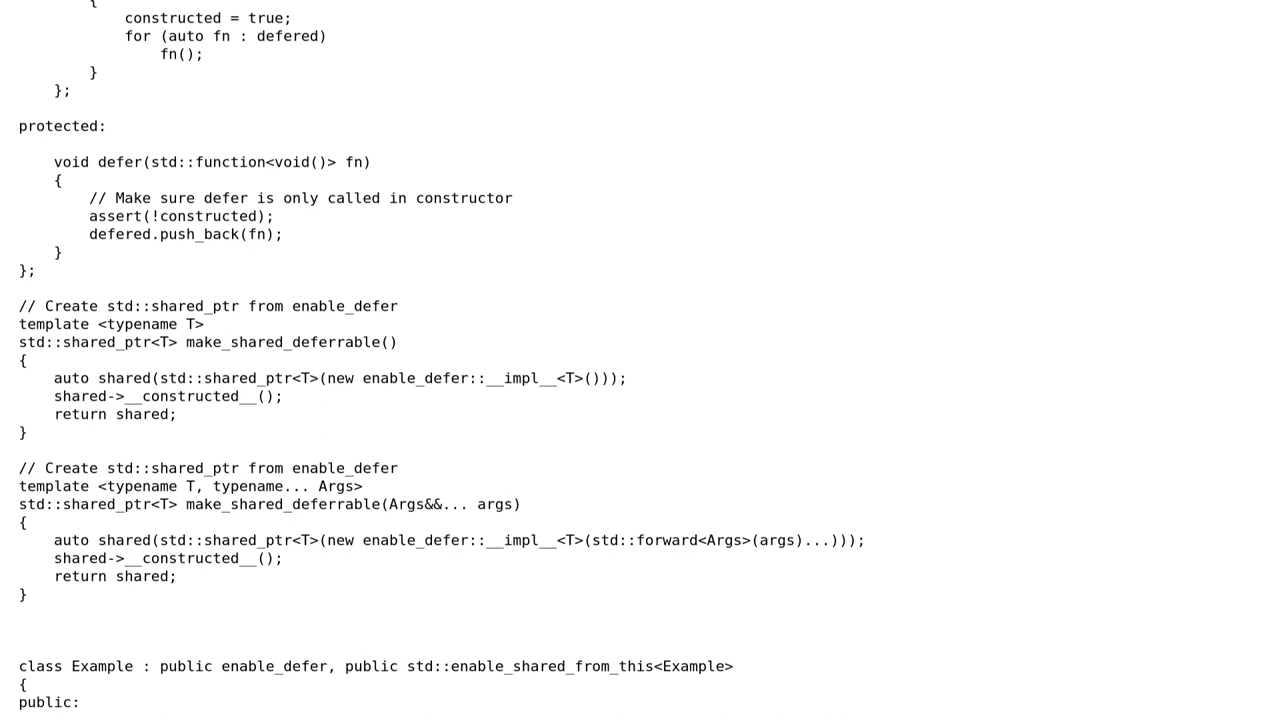 {
constructed = true;
for (auto fn : defered)
fn();
}
};
protected:
void defer(std::function<void()> fn)
{
// Make sure defer is only called in constructor
assert(!constructed);
defered.push_back(fn);
}
};
// Create std::shared_ptr from enable_defer
template <typename T>
std::shared_ptr<T> make_shared_deferrable()
{
auto shared(std::shared_ptr<T>(new enable_defer::__impl__<T>()));
shared->__constructed__();
return shared;
}
// Create std::shared_ptr from enable_defer
template <typename T, typename... Args>
std::shared_ptr<T> make_shared_deferrable(Args&&... args)
{
auto shared(std::shared_ptr<T>(new enable_defer::__impl__<T>(std::forward<Args>(args)...)));
shared->__constructed__();
return shared;
}
class Example : public enable_defer, public std::enable_shared_from_this<Example>
{
public: